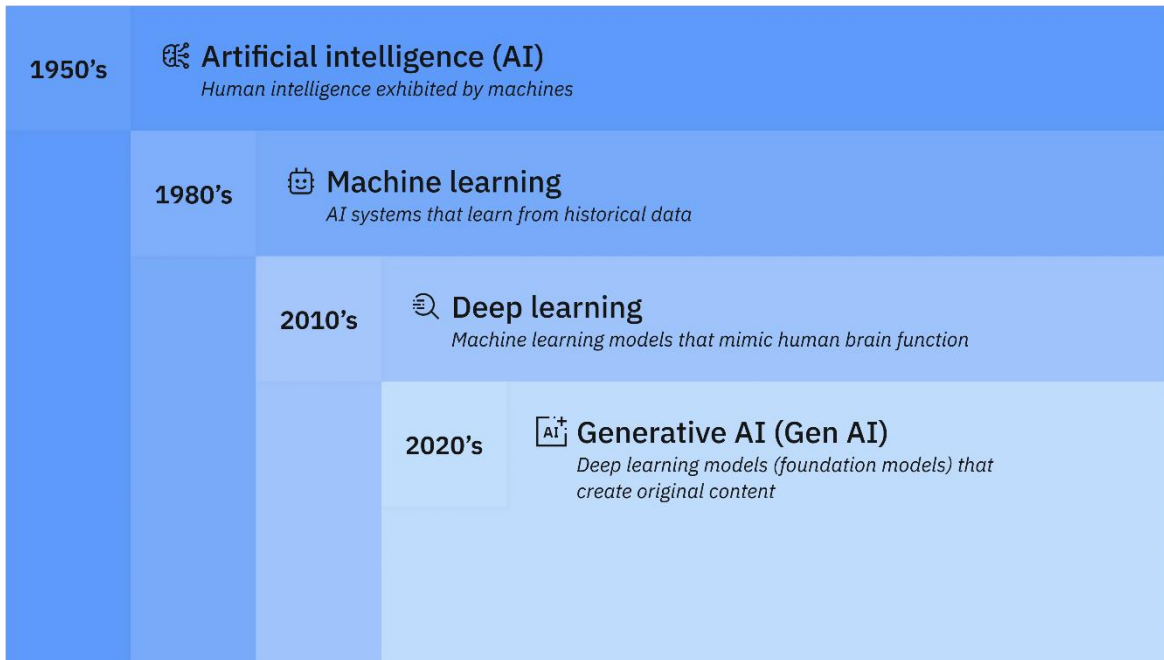 1950’s
Artificial intelligence (AI)
Human intelligence exhibited by machines
1980’s
Machine learning
AI systems that learn from historical data
2010’s
Deep learning
Machine learning models that mimic human brain function
2020’s
AI
Generative AI (Gen AI)
Deep learning models (foundation models) that
create original content